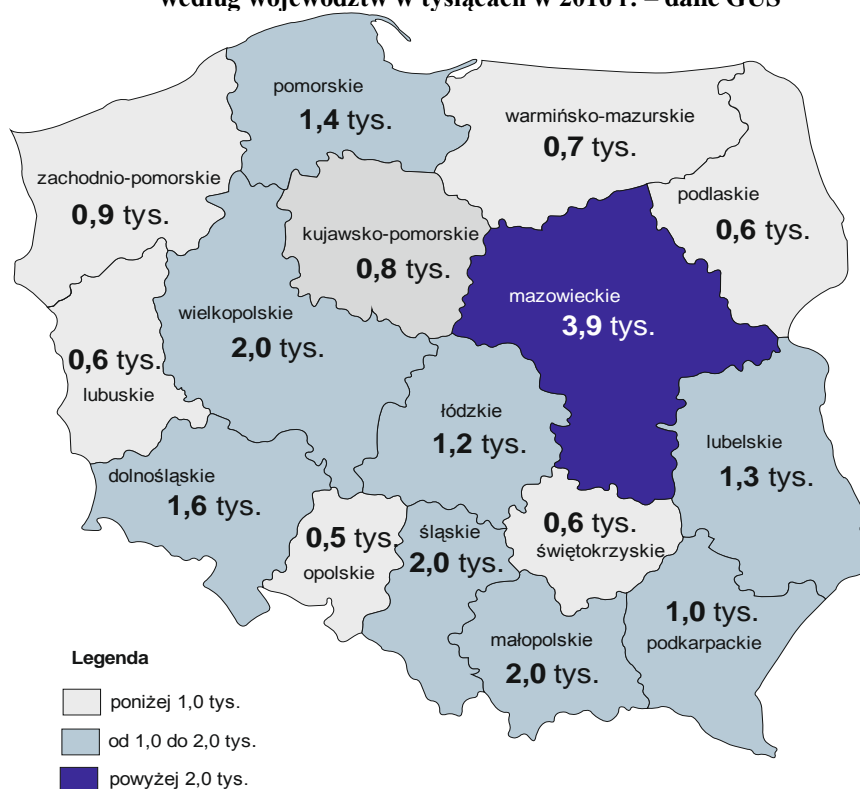 według województw w tysiącach w 2016 r. – dane GUS
pomorskie
1,4 tys.
warmińsko-mazurskie
0,7 tys.
zachodnio-pomorskie
0,9 tys.
podlaskie
0,6 tys.
kujawsko-pomorskie
0,8 tys.
mazowieckie
3,9 tys.
wielkopolskie
2,0 tys.
0,6 tys.
lubuskie
łódzkie
1,2 tys.
lubelskie
1,3 tys.
dolnośląskie
1,6 tys.
0,5 tys.
opolskie
śląskie
2,0 tys.
0,6 tys.
świętokrzyskie
małopolskie
2,0 tys.
1,0 tys.
podkarpackie
Legenda
poniżej 1,0 tys.
od 1,0 do 2,0 tys.
powyżej 2,0 tys.